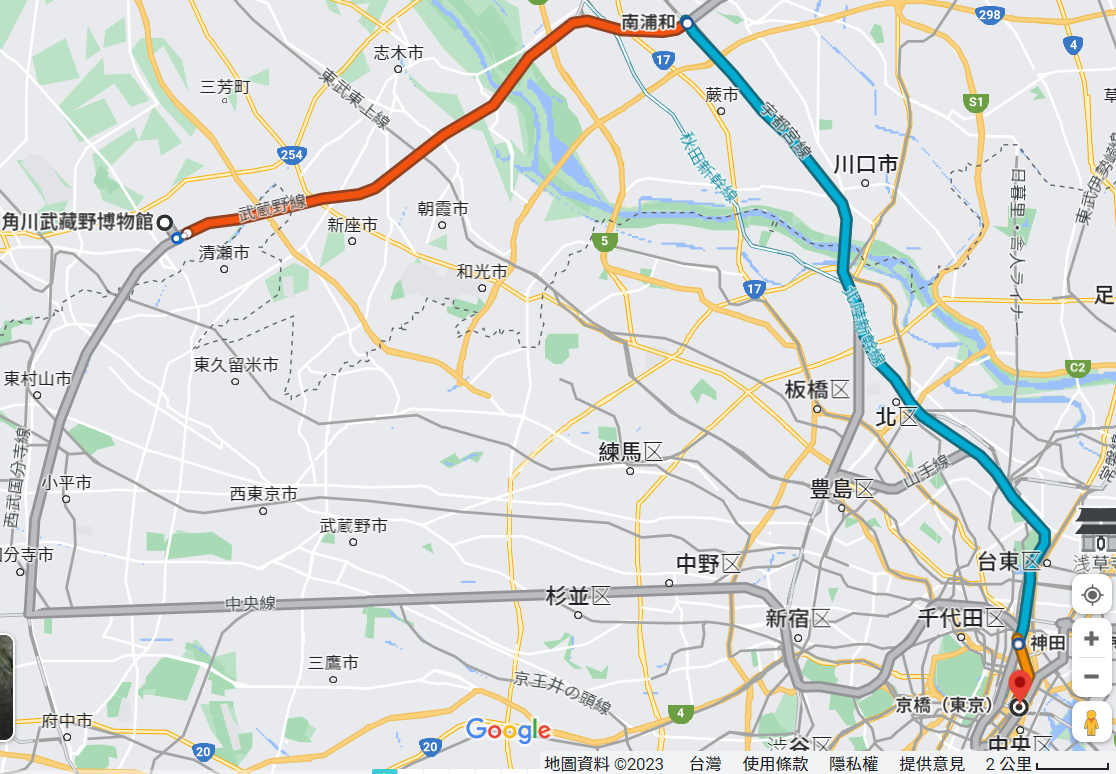 298
南浦和
17
4
志木市
三芳町
東武東上線
蕨市
宇都宮線
S1
254
秋田新幹線
川口市
日暮里・舎人ライナー
東武伊勢崎
角川武蔵野博物館
武蔵野線
新座市
朝霞市
清瀬市
5
和光市
17
足
北陸新幹線
東久留米市
東村山市
C2
板橋区
北区
常磐線
練馬区
山手線
西武国分寺線
小平市
西東京市
豊島区
武蔵野市
分寺市
中野区
台東区
浅草寺
中央線
杉並区
新宿区
千代田区
神田
三鷹市
京王井の頭線
京橋（東京）
府中市
4
20
20
渋谷区
中央区
Google
地圖資料 ©2023 台灣 使用條款 隱私權 提供意見 2 公里